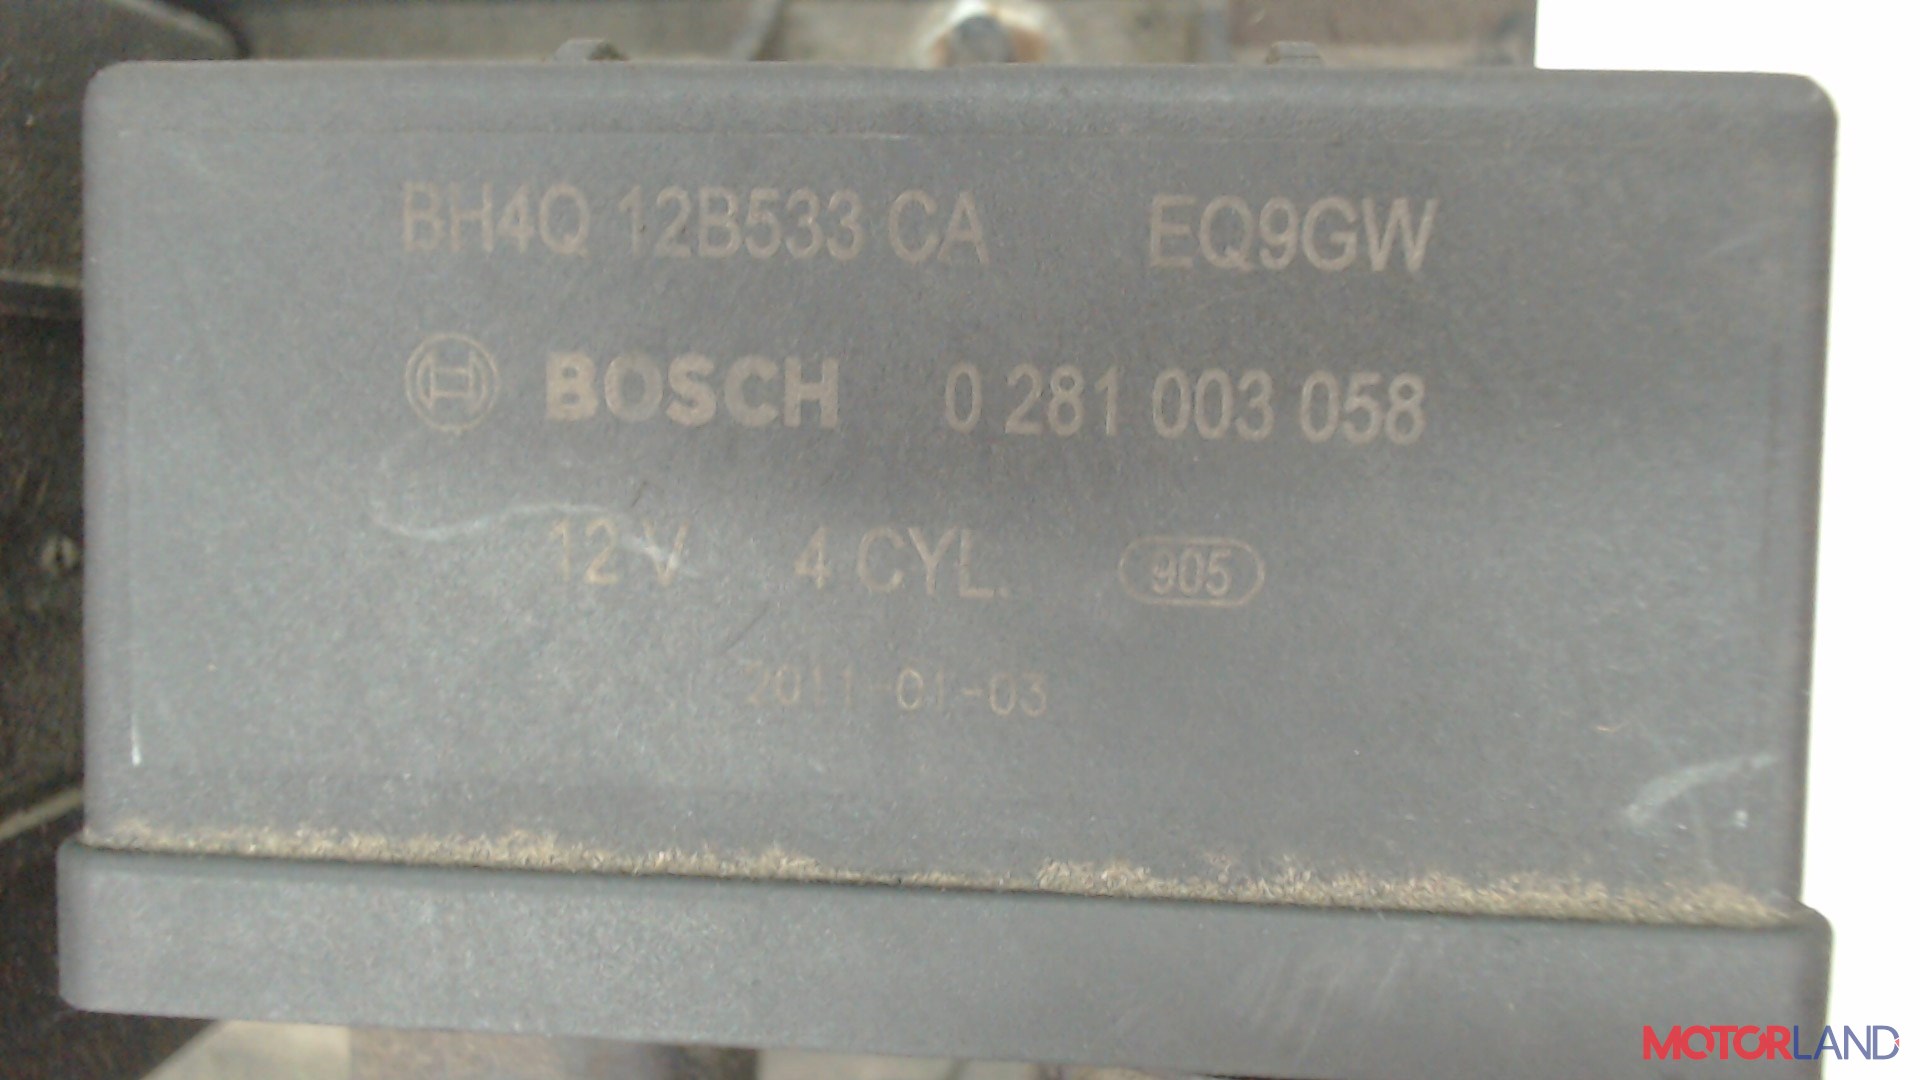 BH4Q 12B533 CA EQ9GW
BOSCH 0 281 003 058
12 V 4 CYL. 905
2011-01-03
MOTORLAND